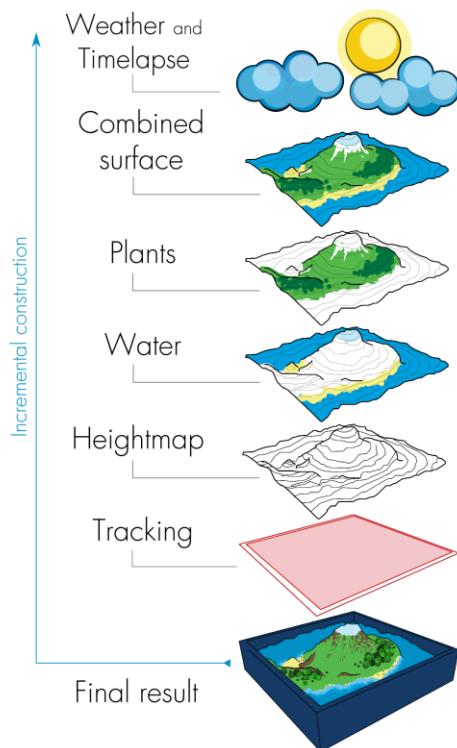 Weather and
Timelapse
Combined
surface
Plants
Water
Heightmap
Tracking
Final result
Incremental construction